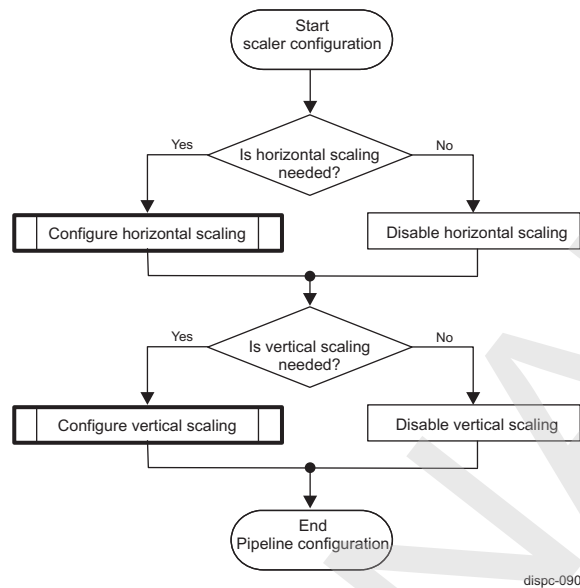 Start
scaler configuration
Yes
No
Is horizontal scaling
needed?
Configure horizontal scaling
Disable horizontal scaling
Yes
No
Is vertical scaling
needed?
Configure vertical scaling
Disable vertical scaling
End
Pipeline configuration
dispc-090